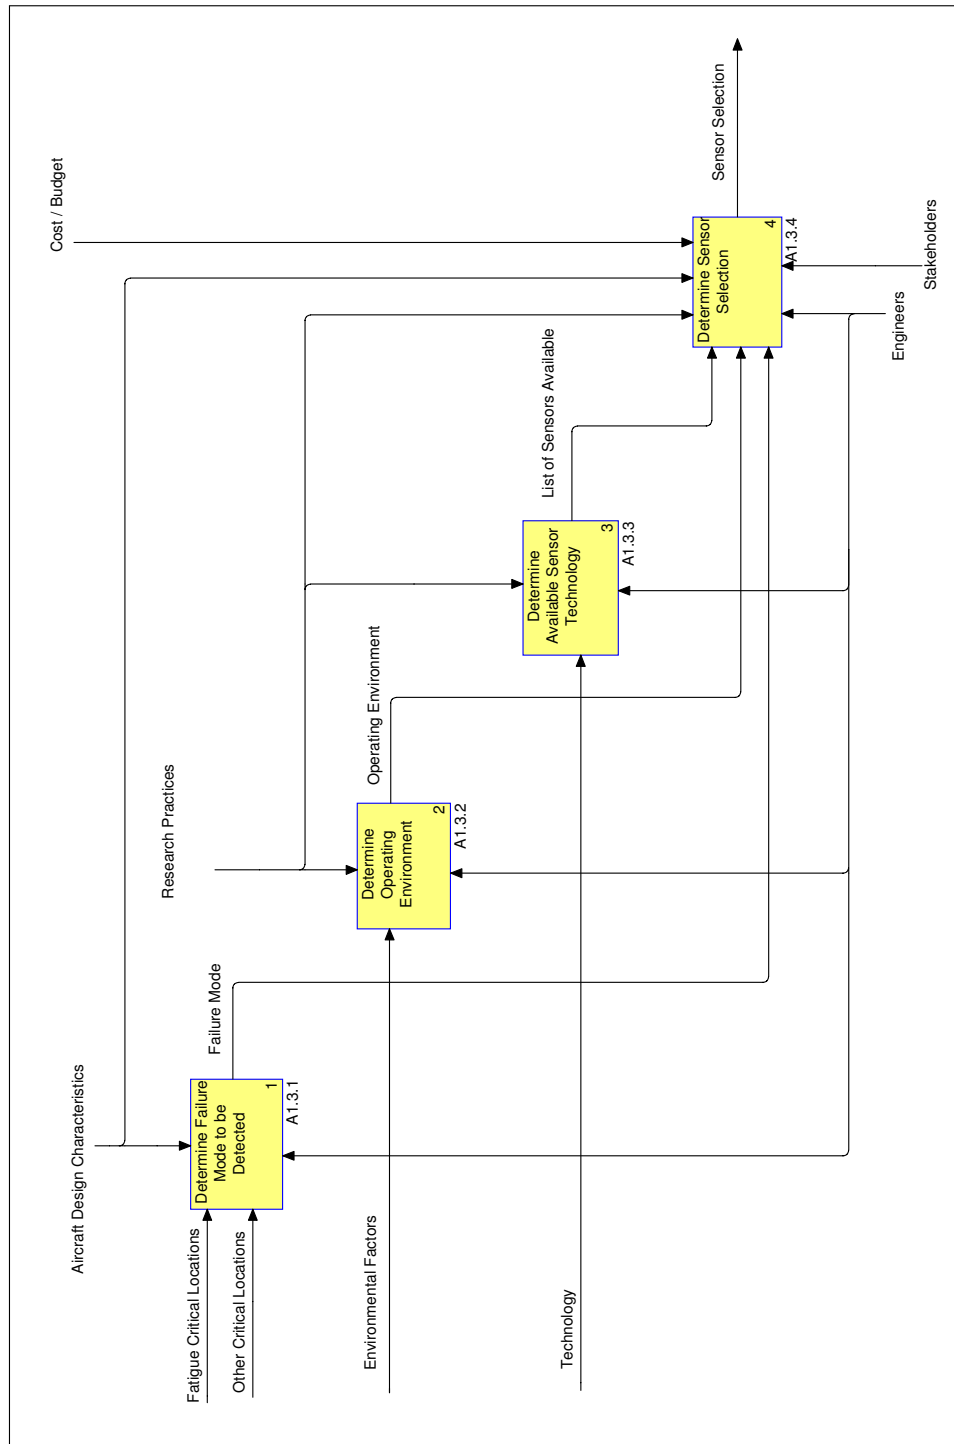 Aircraft Design Characteristics
Research Practices
Cost / Budget
Fatigue Critical Locations
Other Critical Locations
Determine Failure
Mode to be
Detected
1
A1.3.1
Failure Mode
Environmental Factors
Determine
Operating
Environment
2
A1.3.2
Operating Environment
Technology
Determine
Available Sensor
Technology
3
A1.3.3
List of Sensors Available
Determine Sensor
Selection
4
A1.3.4
Sensor Selection
Engineers
Stakeholders